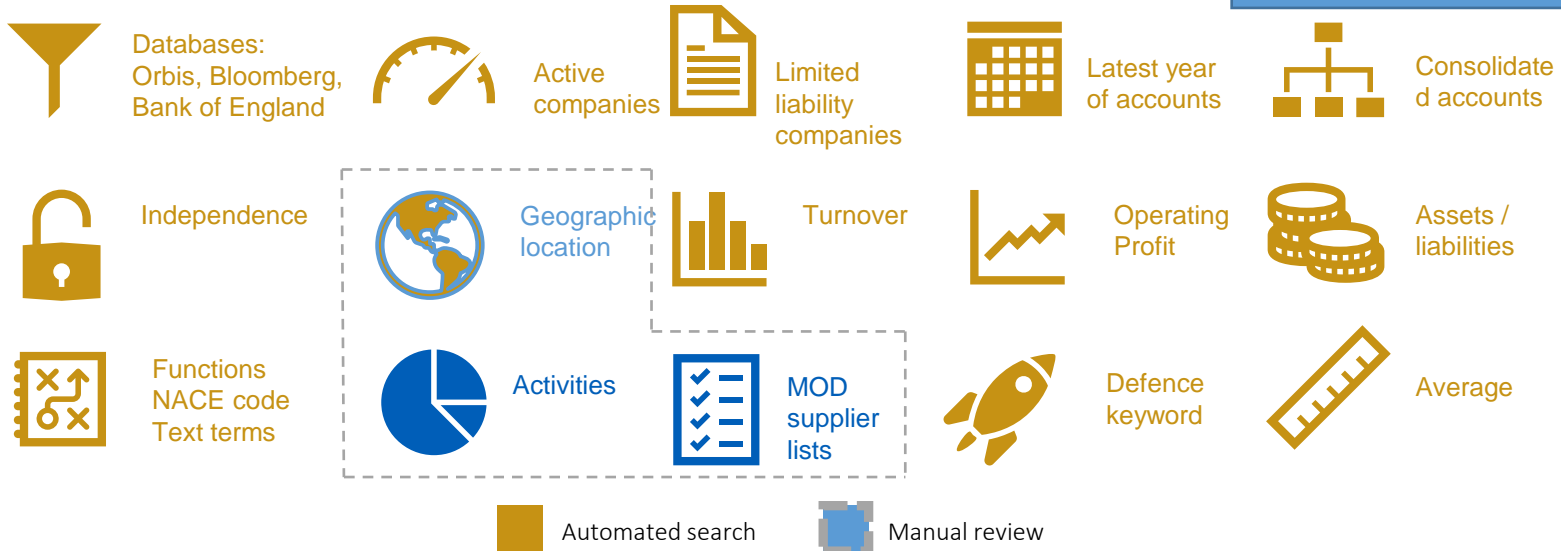 Databases:
Orbis, Bloomberg,
Bank of England
Active
companies
Limited
liability
companies
Latest year
of accounts
Consolidate
d accounts
Independence
Geographic
location
Turnover
Operating
Profit
Assets /
liabilities
Functions
NACE code
Text terms
Activities
MOD
supplier
lists
Defence
keyword
Average
Automated search
Manual review